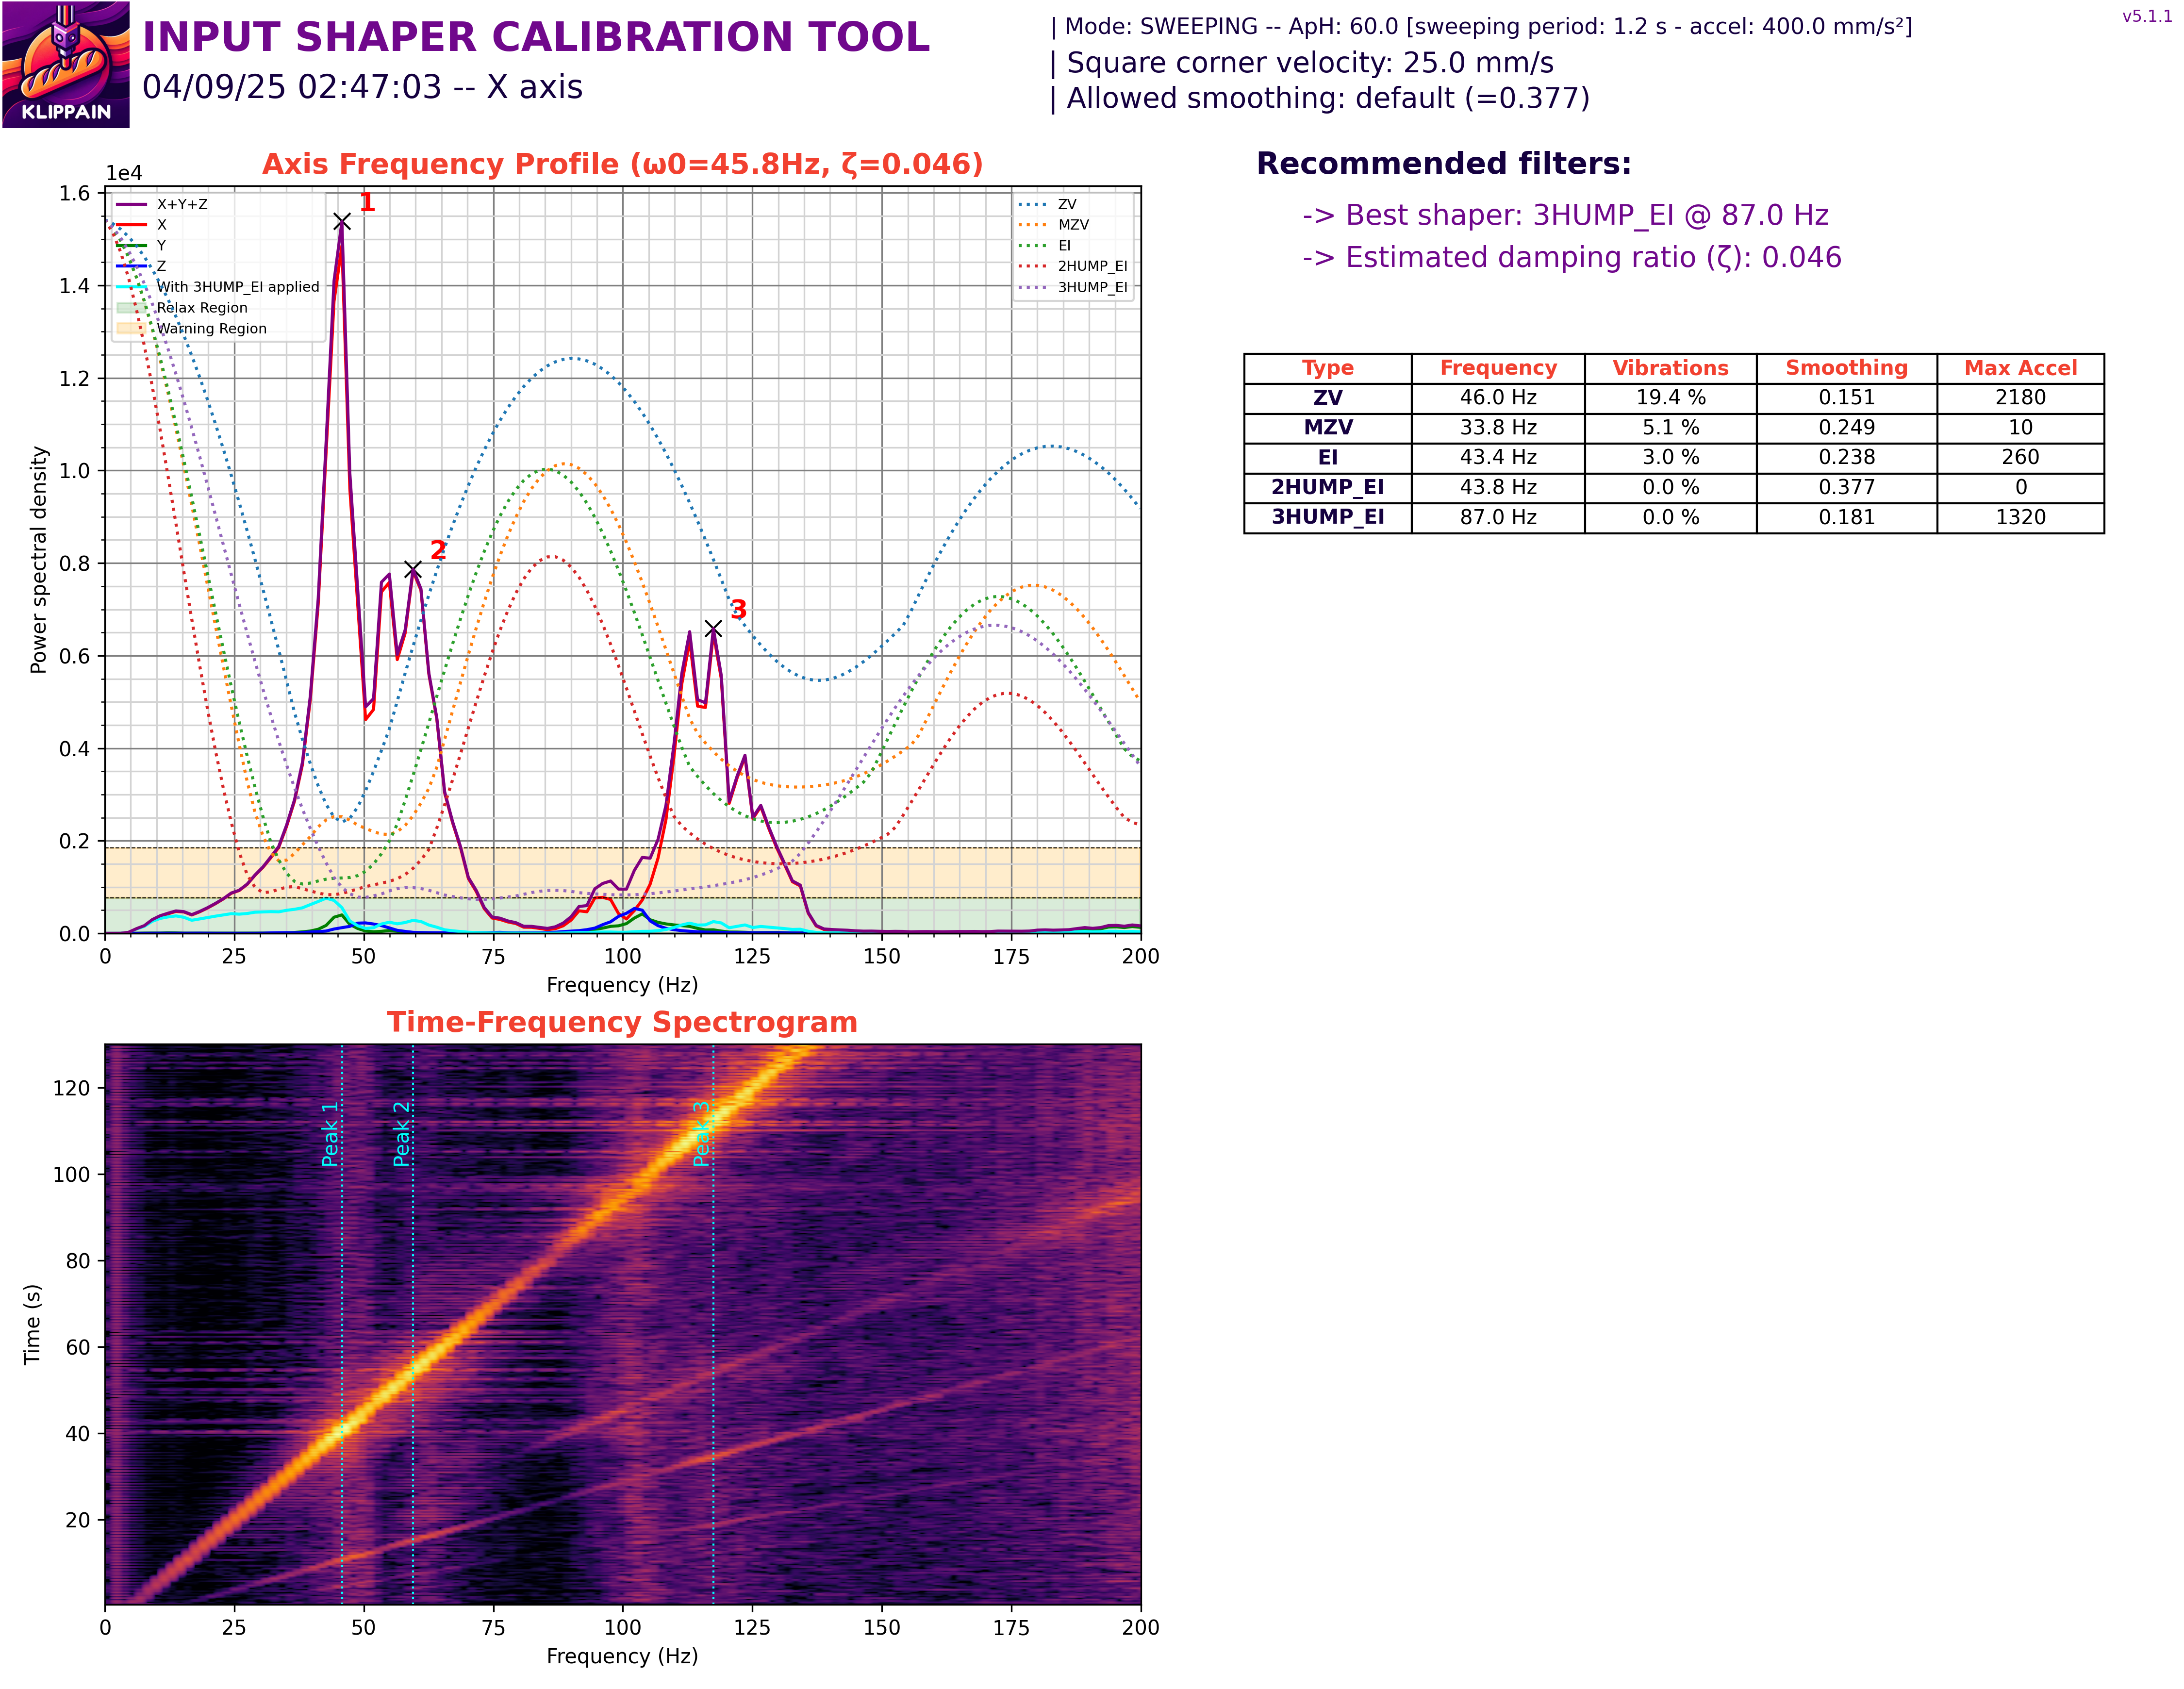 INPUT SHAPER CALIBRATION TOOL
04/09/25 02:47:03 -- X axis
KLIPPAIN
| Mode: SWEEPING -- ApH: 60.0 [sweeping period: 1.2 s - accel: 400.0 mm/s²]
| Square corner velocity: 25.0 mm/s
| Allowed smoothing: default (=0.377)
v5.1.1
Axis Frequency Profile (ω0=45.8Hz, ζ=0.046)
1e4
1.6
1.4
1.2
1.0
0.8
0.6
0.4
0.2
0.0
Power spectral density
X+Y+Z
X
Y
Z
With 3HUMP_EI applied
Relax Region
Warning Region
1
2
3
ZV
MZV
EI
2HUMP_EI
3HUMP_EI
0 25 50 75 100 125 150 175 200
Frequency (Hz)
Recommended filters:
-> Best shaper: 3HUMP_EI @ 87.0 Hz
-> Estimated damping ratio (ζ): 0.046
Type Frequency Vibrations Smoothing Max Accel
ZV 46.0 Hz 19.4 % 0.151 2180
MZV 33.8 Hz 5.1 % 0.249 10
EI 43.4 Hz 3.0 % 0.238 260
2HUMP_EI 43.8 Hz 0.0 % 0.377 0
3HUMP_EI 87.0 Hz 0.0 % 0.181 1320
Time-Frequency Spectrogram
120
100
80
60
40
20
Time (s)
Peak 1
Peak 2
Peak 3
0 25 50 75 100 125 150 175 200
Frequency (Hz)